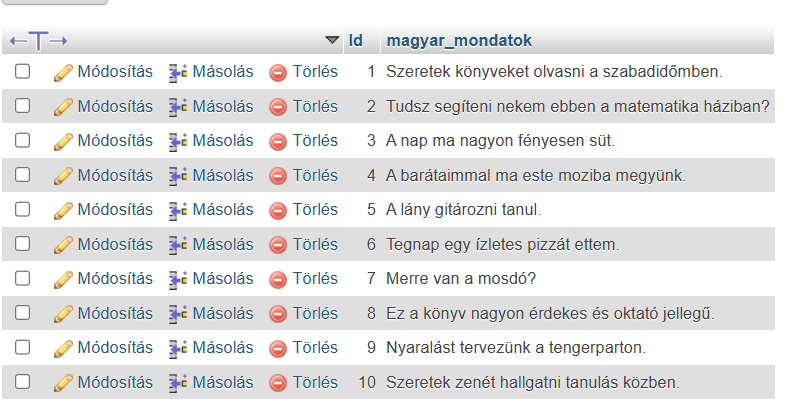 Id magyar_mondatok
Módosítás Másolás Törlés 1 Szeretek könyveket olvasni a szabadidőmben.
Módosítás Másolás Törlés 2 Tudsz segíteni nekem ebben a matematika háziban?
Módosítás Másolás Törlés 3 A nap ma nagyon fényesen süt.
Módosítás Másolás Törlés 4 A barátaimmal ma este moziba megyünk.
Módosítás Másolás Törlés 5 A lány gitározni tanul.
Módosítás Másolás Törlés 6 Tegnap egy ízletes pizzát ettem.
Módosítás Másolás Törlés 7 Merre van a mosdó?
Módosítás Másolás Törlés 8 Ez a könyv nagyon érdekes és oktató jellegű.
Módosítás Másolás Törlés 9 Nyaralást tervezünk a tengerparton.
Módosítás Másolás Törlés 10 Szeretek zenét hallgatni tanulás közben.